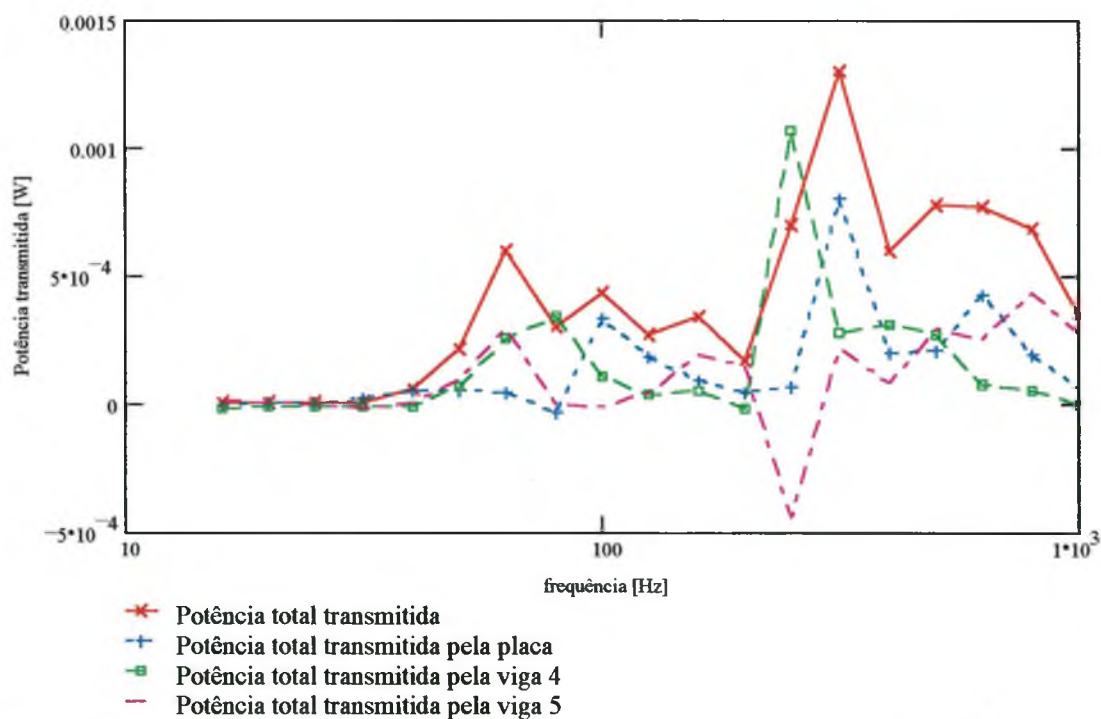 0.0015
0.001
5•10⁻⁴
0
−5•10⁻⁴
Potência transmitida [W]
10
100
1•10³
frequência [Hz]
Potência total transmitida
Potência total transmitida pela placa
Potência total transmitida pela viga 4
Potência total transmitida pela viga 5